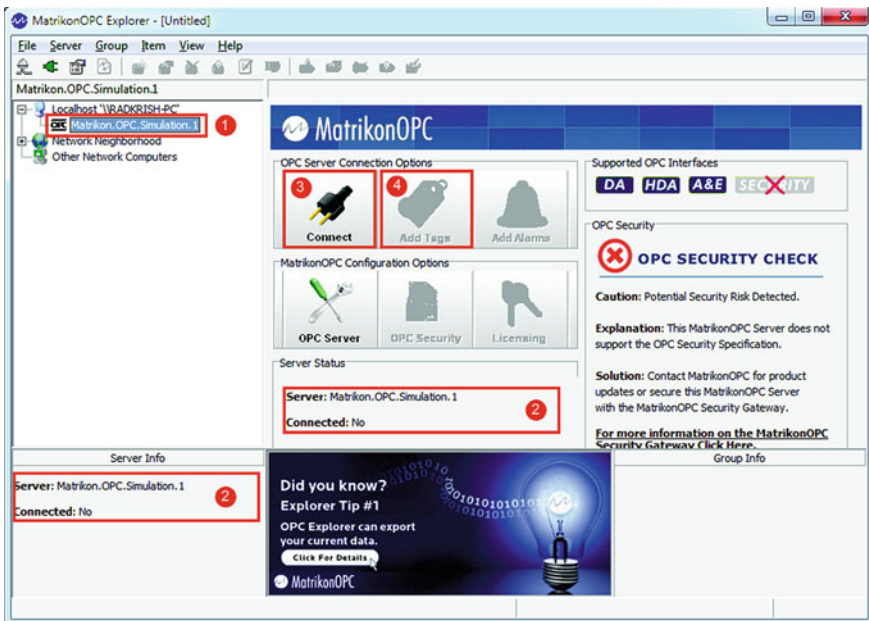 MatrikonOPC Explorer - [Untitled]
File Server Group Item View Help
Matrikon.OPC.Simulation.1
Localhost '\\RADKRISH-PC'
Matrikon.OPC.Simulation.1
1
Network Neighborhood
Other Network Computers
MatrikonOPC
OPC Server Connection Options
3
Connect
4
Add Tags
Add Alarms
MatrikonOPC Configuration Options
OPC Server
OPC Security
Licensing
Server Status
Server: Matrikon.OPC.Simulation.1
Connected: No
2
Supported OPC Interfaces
DA HDA A&E SECURITY
OPC Security
OPC SECURITY CHECK
Caution: Potential Security Risk Detected.
Explanation: This MatrikonOPC Server does not
support the OPC Security Specification.
Solution: Contact MatrikonOPC for product
updates or secure this MatrikonOPC Server
with the MatrikonOPC Security Gateway.
For more information on the MatrikonOPC
Security Gateway Click Here.
Server Info
Server: Matrikon.OPC.Simulation.1
Connected: No
2
Did you know?
Explorer Tip #1
OPC Explorer can export
your current data.
Click For Details
MatrikonOPC
Group Info